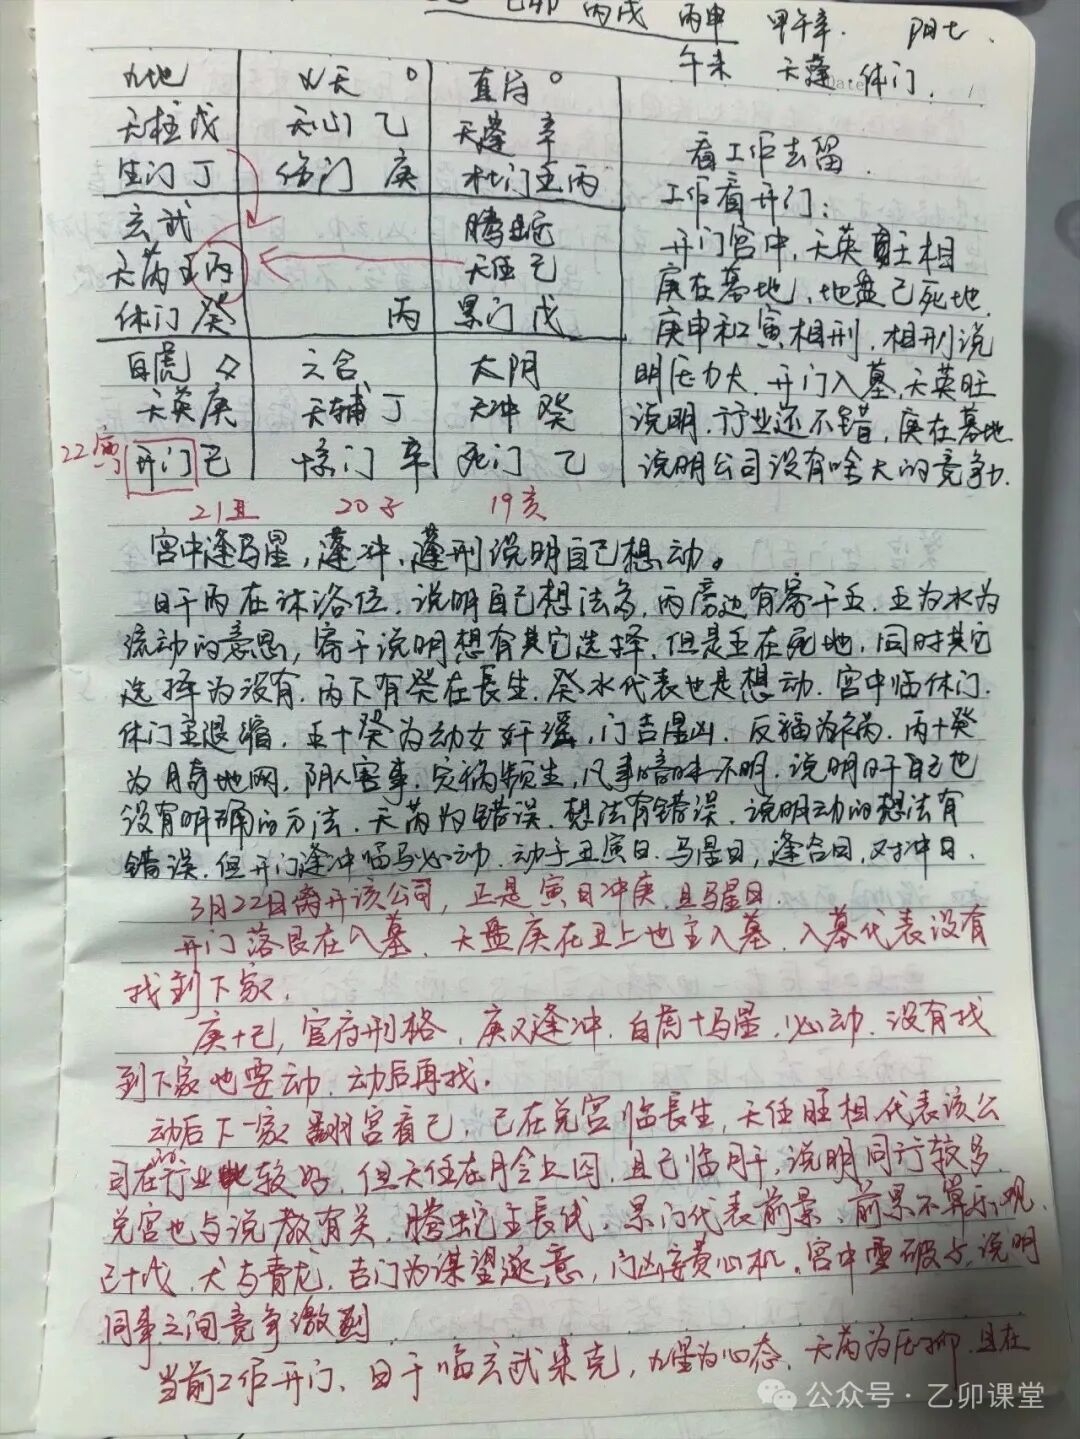 乙卯 丙戌 丙申 甲午辛. 阳七.
午未 天蓬 休门.
Date
九地 九天 ○ 直符 ○
天柱 戊 天心 乙 天蓬 辛
生门 丁 伤门 庚 杜门 壬丙
玄武 腾蛇
天芮 壬丙 天任 己
休门 癸 丙 景门 戊
白虎 六合 太阴
天英 庚 天辅 丁 天冲 癸
22寅 开门 己 惊门 辛 死门 乙
21丑 20子 19亥
看工作去留.
工作看开门:
开门宫中,天英旺相
庚在墓地,地盘己死地.
庚申和寅相刑,相刑说
明压力大.开门入墓,天英旺
说明.行业还不错,庚在墓地
说明公司没有啥大的竞争力.
宫中逢马星,逢冲,逢刑说明自己想动。
日干丙在沐浴位.说明自己想法多,丙旁边有寄干壬.壬为水为
流动的意思,寄干说明想有其它选择.但是壬在死地,同时其它
选择为没有.丙下有癸在長生.癸水代表也是想动.宫中临休门.
休门主退缩.壬+癸为幼女奸淫,门吉星凶.反福为祸.丙+癸
为月奇地网.阴人害事.灾祸频生,凡事暗昧不明.说明日干自己也
没有明确的方法.天芮为错误.想法有错误.说明动的想法有
错误.但开门逢冲临马必动.动于丑寅日.马星日,逢合日,对冲日.
3月22日离开该公司,正是寅日冲庚,且马星日.
开门落艮在入墓.天盘庚在丑上也主入墓.入墓代表没有
找到下家.
庚+己,官府刑格.庚又逢冲.白虎+马星,必动.没有找
到下家也要动.动后再找.
动后下一家翻宫看己.己在兑宫临長生,天任旺相代表该公
司在行业较好.但天任在月令上囚.且己临月干,说明同行较多.
兑宫也与说教有关.腾蛇主長线.景门代表前景.前景不算乐观.
己+戊.犬与青龙.吉门为谋望遂意,门凶妄费心机.宫中 破 ,说明
同事之间竞争激烈.
当前工作开门、日干临玄武来克,九星为心态,天芮为压抑.且在
公众号·乙卯课堂